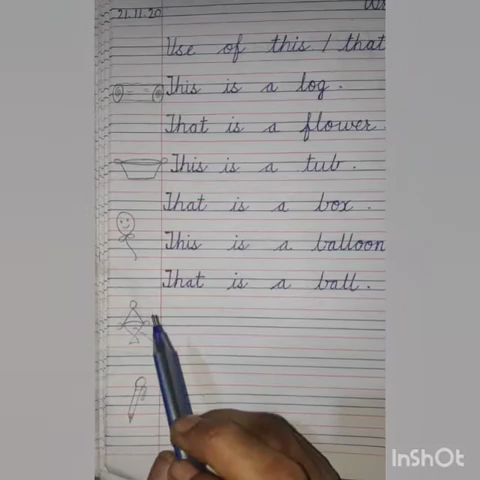 21.11.20
Use of this / that
This is a log.
That is a flower
This is a tub.
That is a box.
This is a balloon
That is a ball.
InShOt